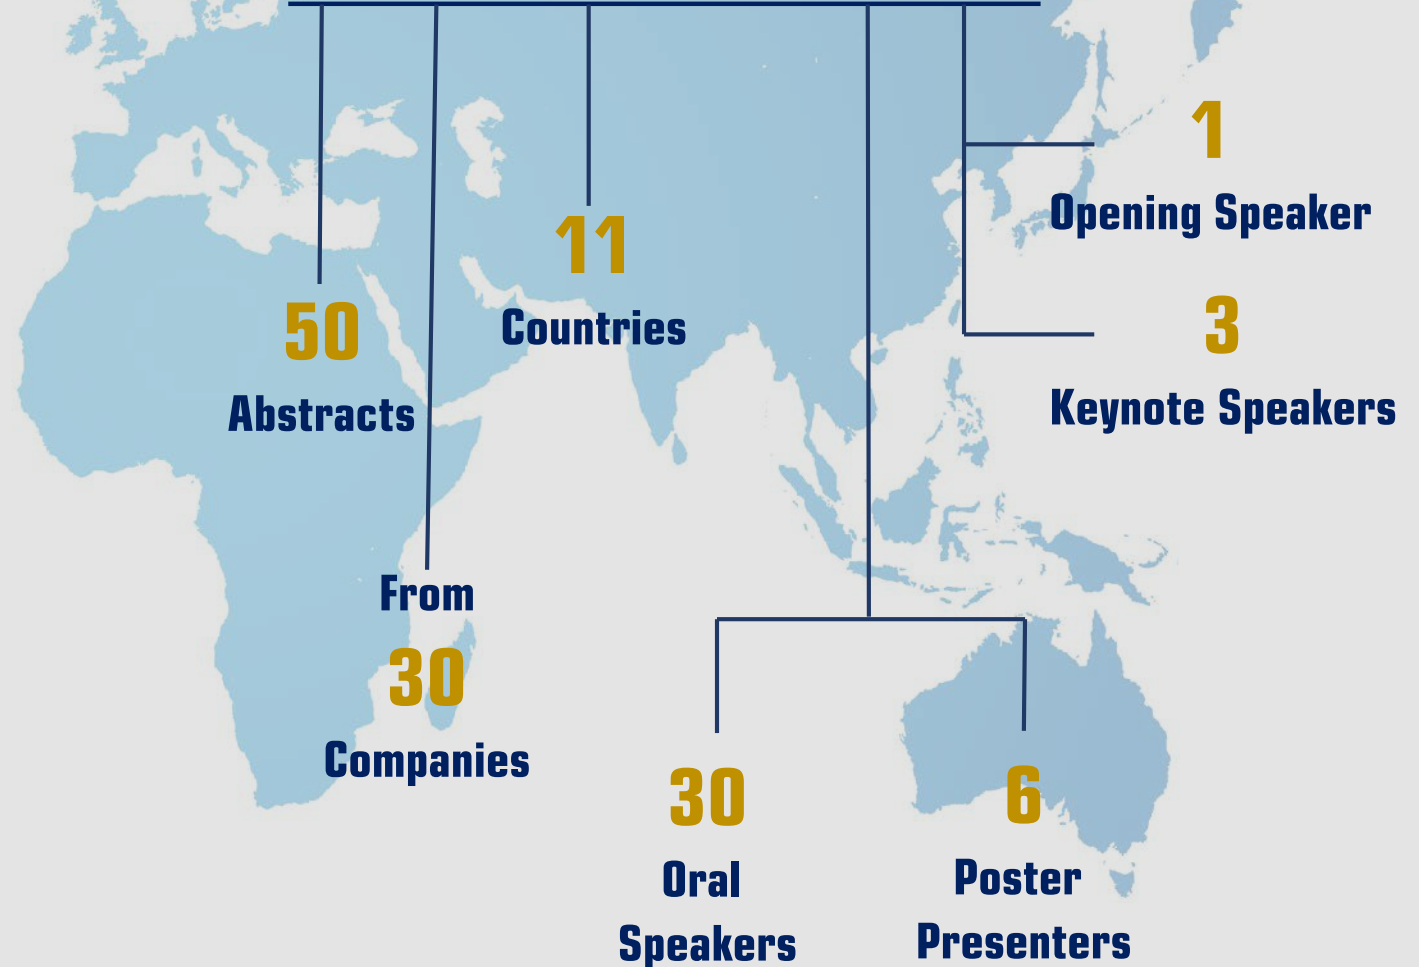 50
Abstracts
From
30
Companies
11
Countries
30
Oral
Speakers
6
Poster
Presenters
1
Opening Speaker
3
Keynote Speakers